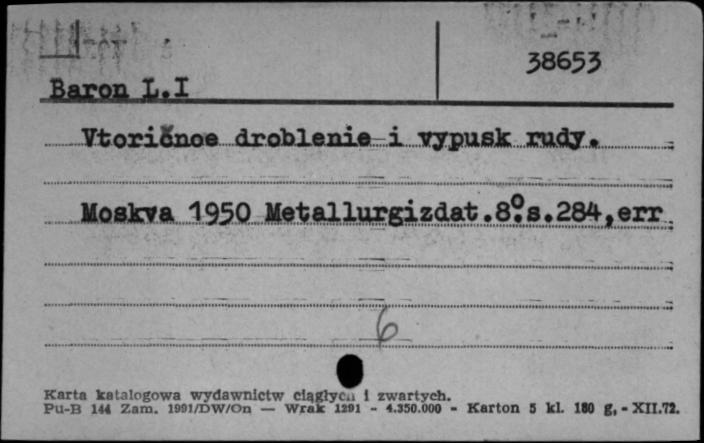 38653
Baron L.I
Vtoričnoe droblenie i vypusk rudy.
Moskva 1950 Metallurgizdat.8°.s.284,err
6
Karta katalogowa wydawnictw ciągłych i zwartych.
Pu-B 144 Zam. 1991/DW/On — Wrak 1291 - 4.350.000 - Karton 5 kl. 180 g, - XII.72.